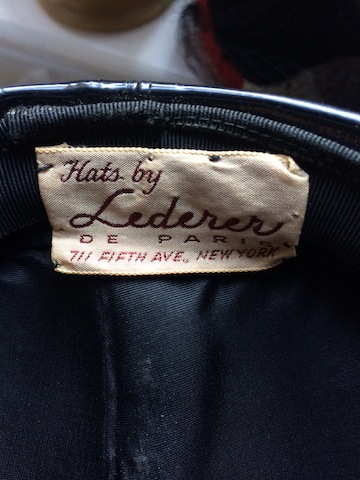 Hats by
Lederer
DE PARIS
711 FIFTH AVE. NEW YORK